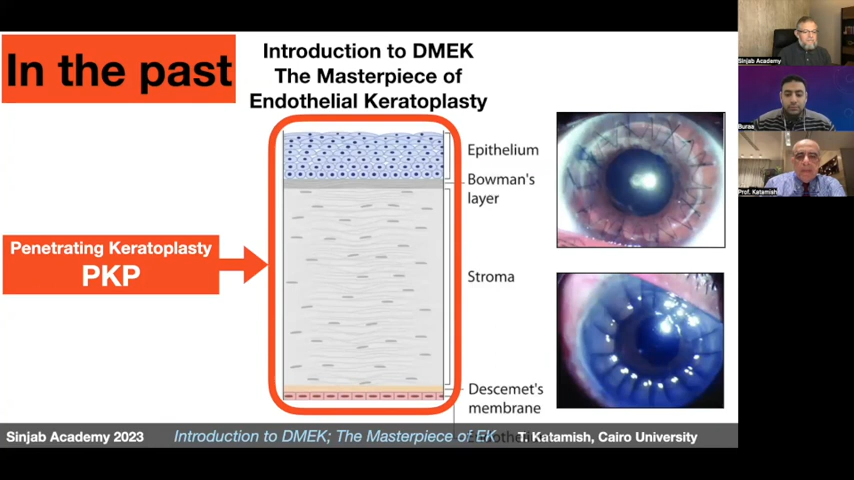 In the past
Introduction to DMEK
The Masterpiece of
Endothelial Keratoplasty
Epithelium
Bowman's
layer
Penetrating Keratoplasty
PKP
Stroma
Descemet's
membrane
Sinjab Academy 2023
Introduction to DMEK; The Masterpiece of EK
T. Katamish, Cairo University
Sinjab Acadamy
Buraa
Prof. Katamish